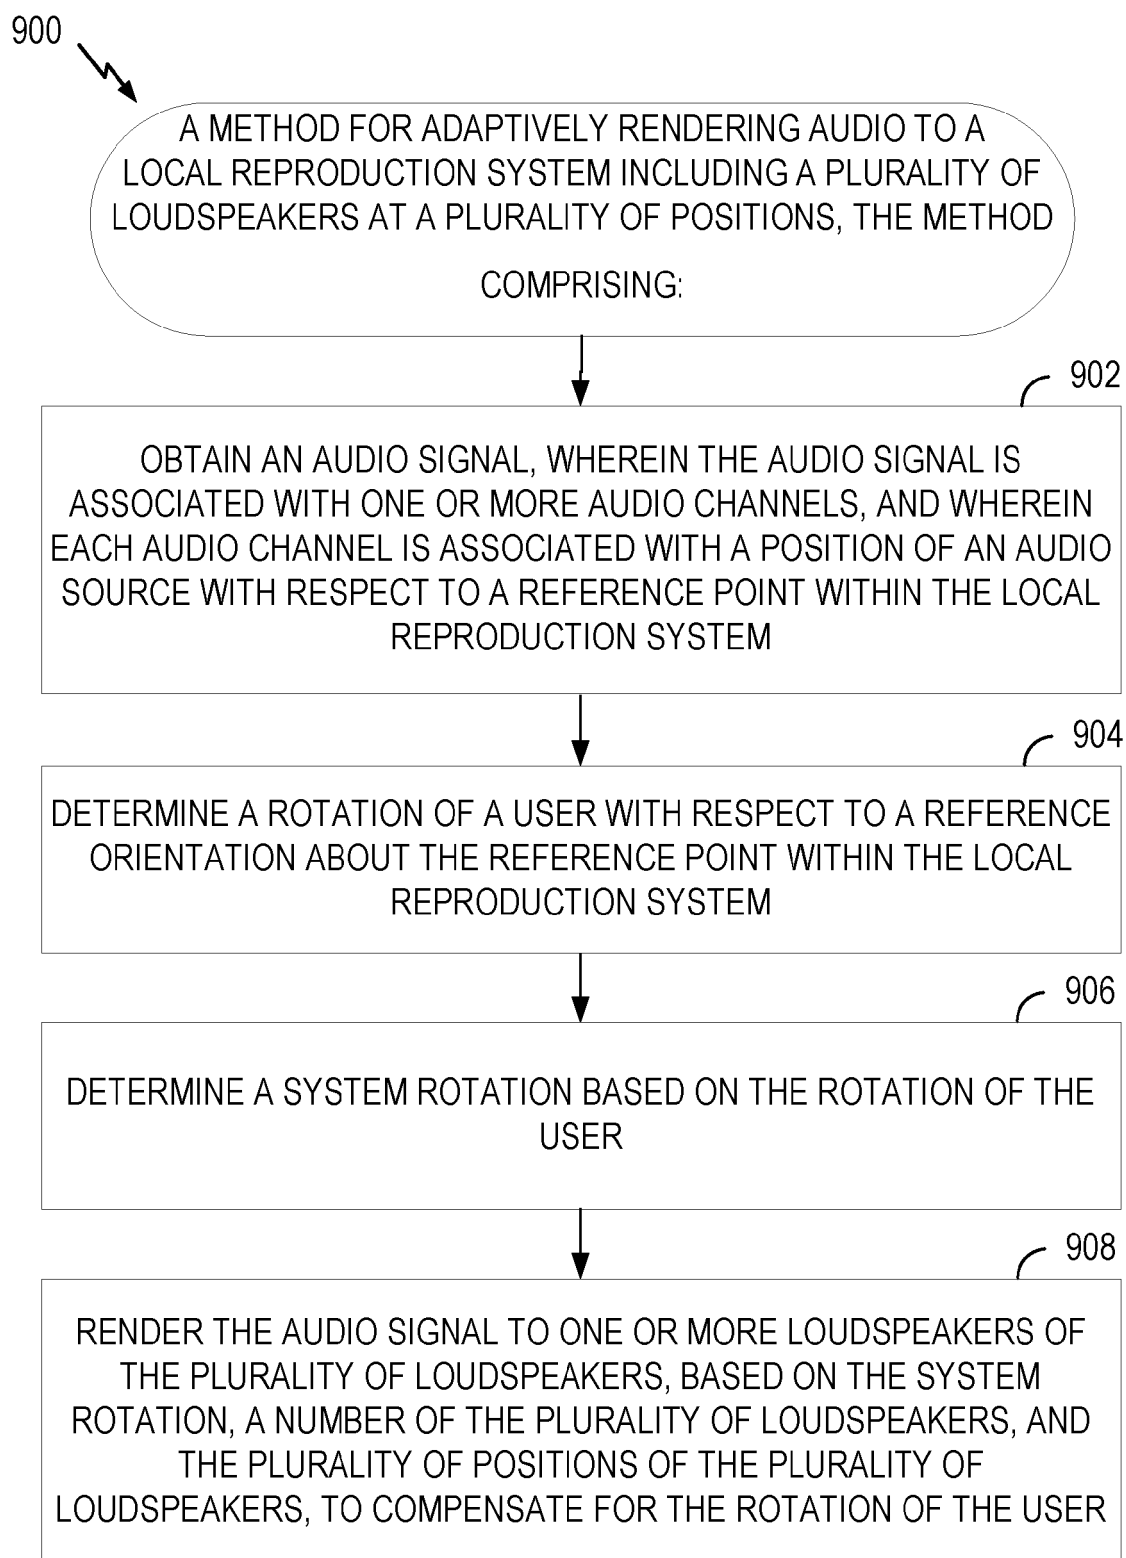 900
A METHOD FOR ADAPTIVELY RENDERING AUDIO TO A
LOCAL REPRODUCTION SYSTEM INCLUDING A PLURALITY OF
LOUDSPEAKERS AT A PLURALITY OF POSITIONS, THE METHOD
COMPRISING:
902
OBTAIN AN AUDIO SIGNAL, WHEREIN THE AUDIO SIGNAL IS
ASSOCIATED WITH ONE OR MORE AUDIO CHANNELS, AND WHEREIN
EACH AUDIO CHANNEL IS ASSOCIATED WITH A POSITION OF AN AUDIO
SOURCE WITH RESPECT TO A REFERENCE POINT WITHIN THE LOCAL
REPRODUCTION SYSTEM
904
DETERMINE A ROTATION OF A USER WITH RESPECT TO A REFERENCE
ORIENTATION ABOUT THE REFERENCE POINT WITHIN THE LOCAL
REPRODUCTION SYSTEM
906
DETERMINE A SYSTEM ROTATION BASED ON THE ROTATION OF THE
USER
908
RENDER THE AUDIO SIGNAL TO ONE OR MORE LOUDSPEAKERS OF
THE PLURALITY OF LOUDSPEAKERS, BASED ON THE SYSTEM
ROTATION, A NUMBER OF THE PLURALITY OF LOUDSPEAKERS, AND
THE PLURALITY OF POSITIONS OF THE PLURALITY OF
LOUDSPEAKERS, TO COMPENSATE FOR THE ROTATION OF THE USER